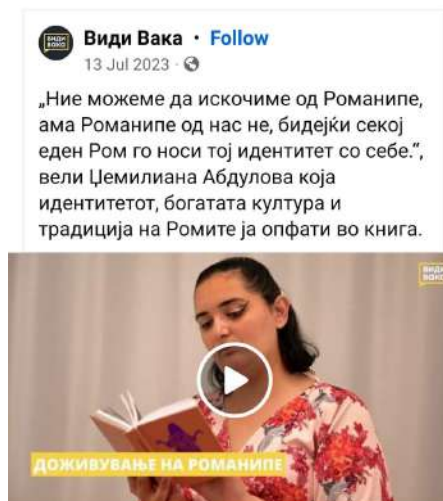 Види Вака · Follow
13 Jul 2023 ·
„Ние можеме да искочиме од Романипе,
ама Романипе од нас не, бидејќи секој
еден Ром го носи тој идентитет со себе.“,
вели Џемилиана Абдулова која
идентитетот, богатата култура и
традиција на Ромите ја опфати во книга.
ВИДИ
ВАКА
ДОЖИВУВАЊЕ НА РОМАНИПЕ